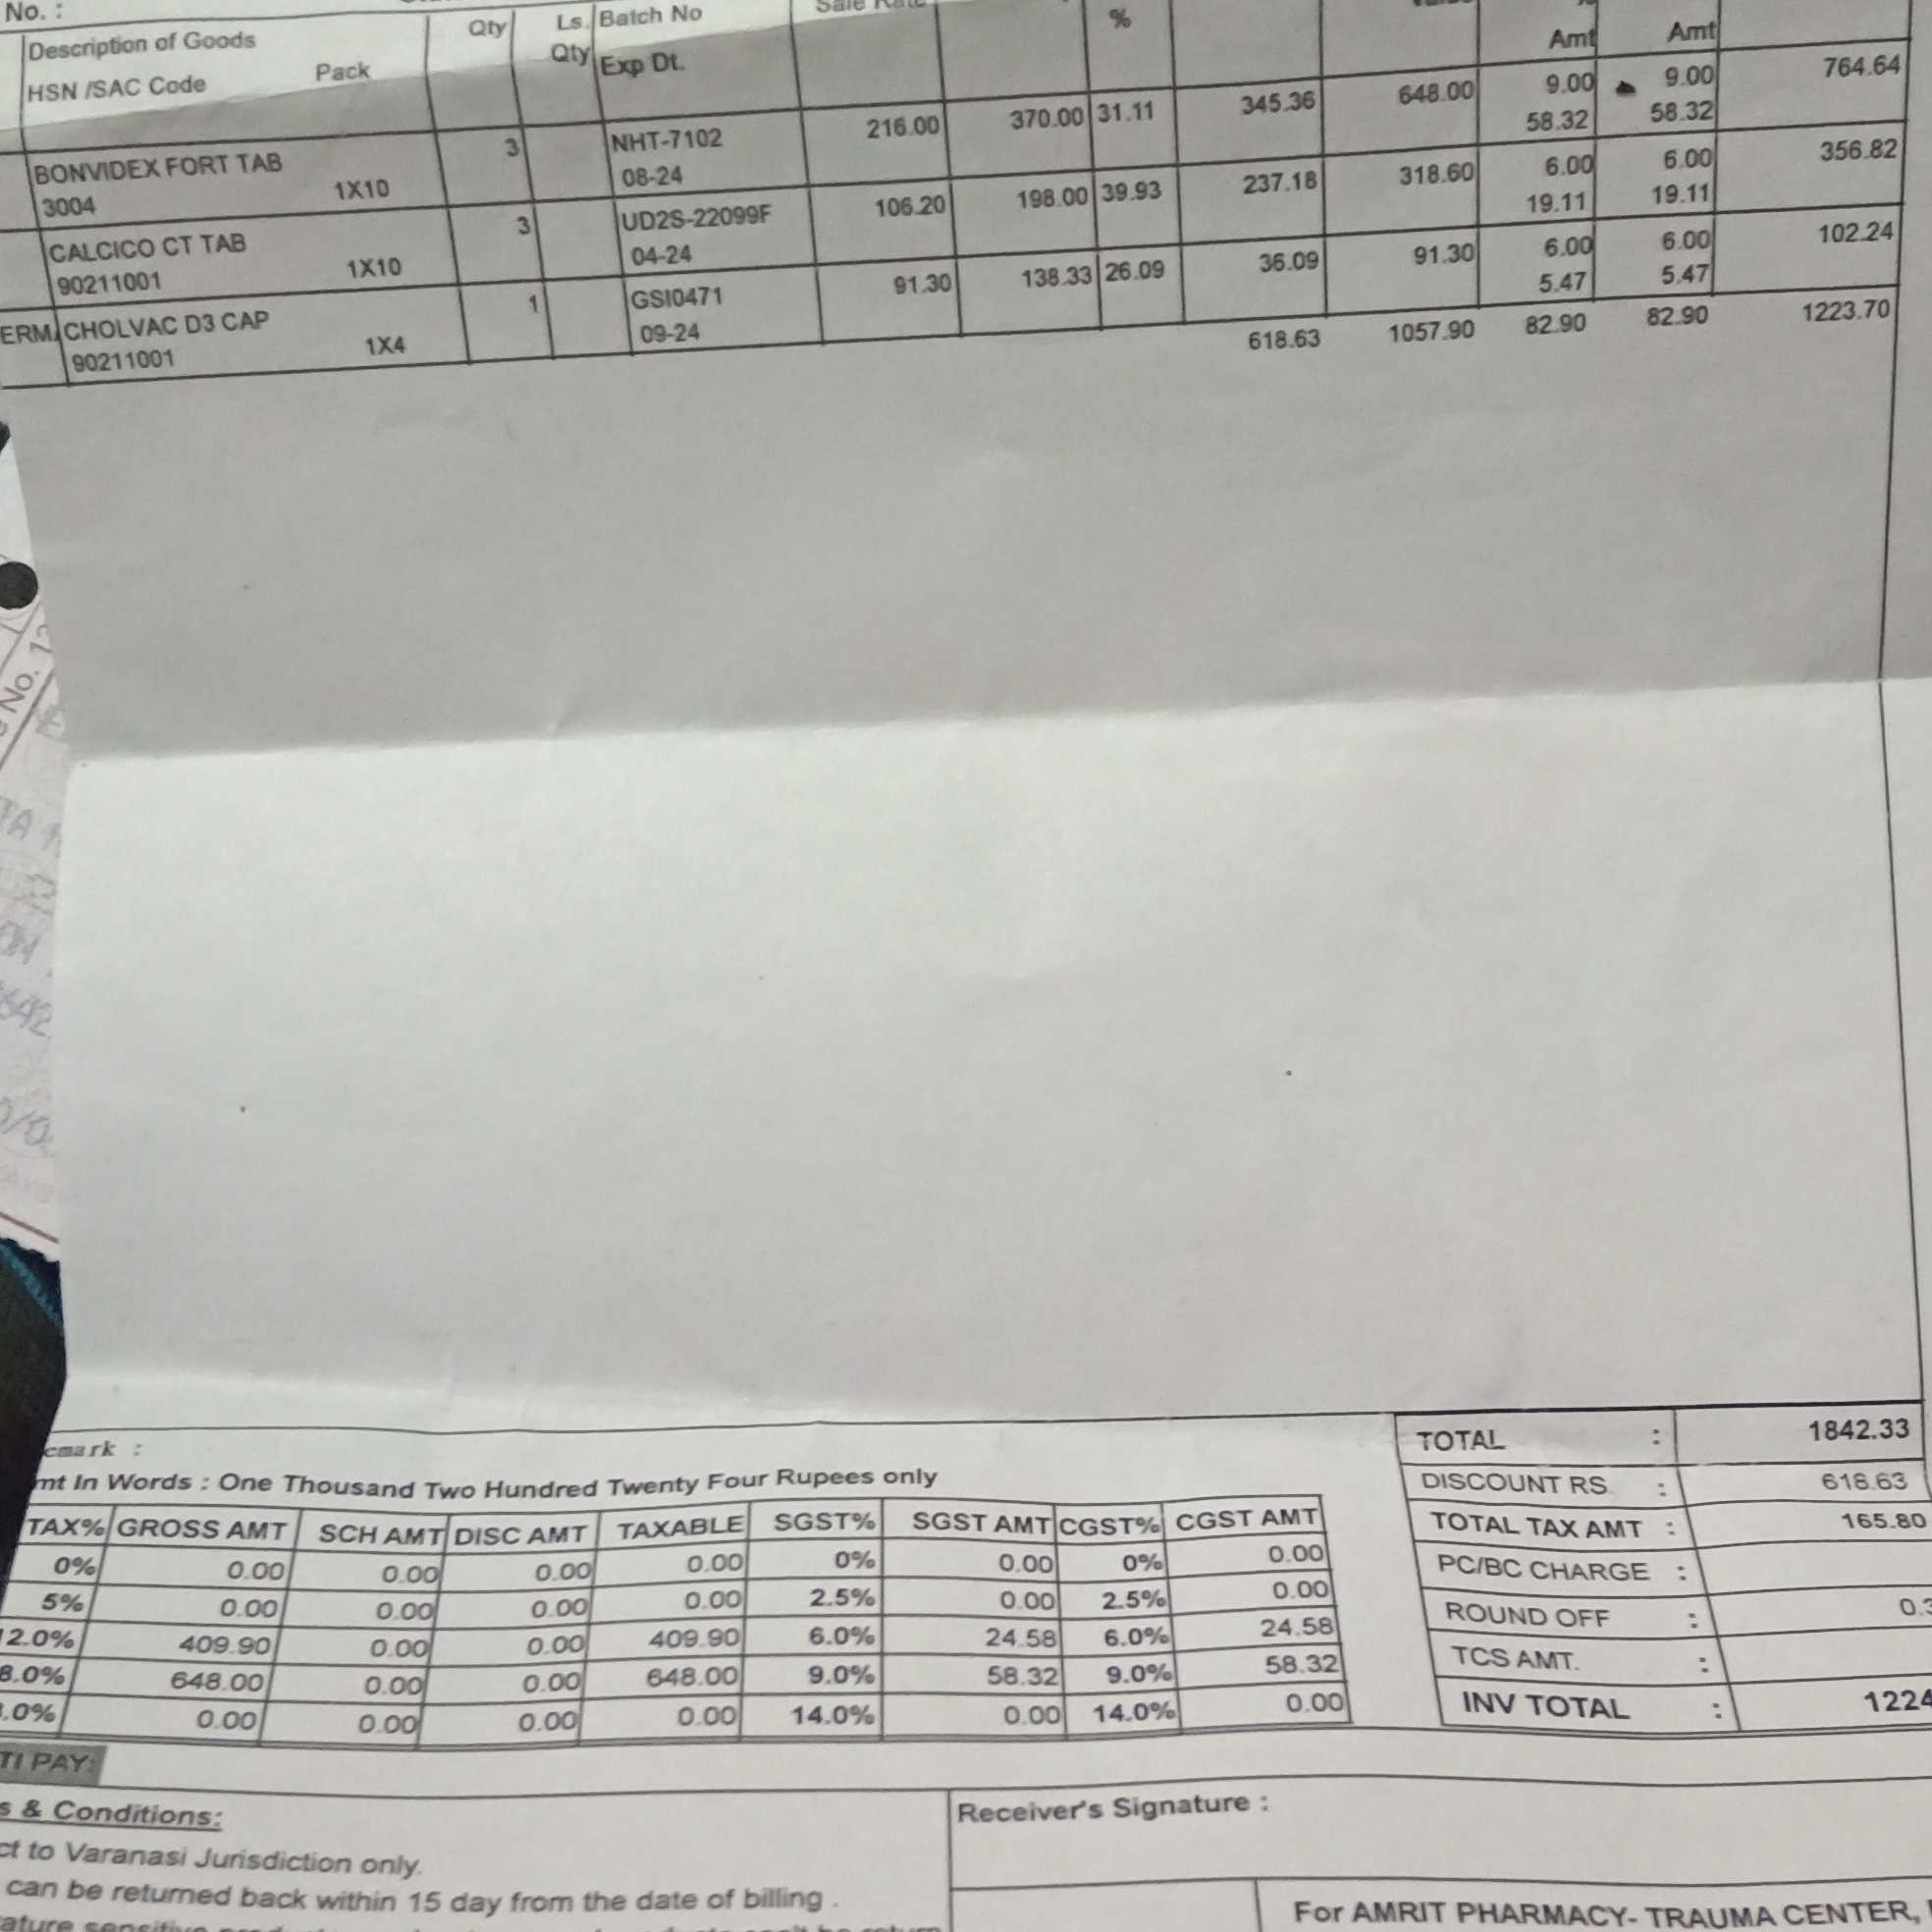 No. :
Description of Goods Qty Ls. Batch No Sale Rate %
HSN /SAC Code Pack Qty Exp Dt. Amt Amt
BONVIDEX FORT TAB 3 NHT-7102 216.00 370.00 31.11 345.36 648.00 9.00 9.00 764.64
3004 1X10 08-24 58.32 58.32
CALCICO CT TAB 3 UD2S-22099F 106.20 198.00 39.93 237.18 318.60 6.00 6.00 356.82
90211001 1X10 04-24 19.11 19.11
ERM CHOLVAC D3 CAP 1 GSI0471 91.30 138.33 26.09 36.09 91.30 6.00 6.00 102.24
90211001 1X4 09-24 5.47 5.47
618.63 1057.90 82.90 82.90 1223.70
No.
cmark :
mt In Words : One Thousand Two Hundred Twenty Four Rupees only
TAX% GROSS AMT SCH AMT DISC AMT TAXABLE SGST% SGST AMT CGST% CGST AMT
0% 0.00 0.00 0.00 0.00 0% 0.00 0% 0.00
5% 0.00 0.00 0.00 0.00 2.5% 0.00 2.5% 0.00
12.0% 409.90 0.00 0.00 409.90 6.0% 24.58 6.0% 24.58
8.0% 648.00 0.00 0.00 648.00 9.0% 58.32 9.0% 58.32
.0% 0.00 0.00 0.00 0.00 14.0% 0.00 14.0% 0.00
TOTAL : 1842.33
DISCOUNT RS. : 618.63
TOTAL TAX AMT : 165.80
PC/BC CHARGE :
ROUND OFF : 0.3
TCS AMT. :
INV TOTAL : 1224
TI PAY:
s & Conditions:
ct to Varanasi Jurisdiction only.
can be returned back within 15 day from the date of billing .
Receiver's Signature :
For AMRIT PHARMACY- TRAUMA CENTER,